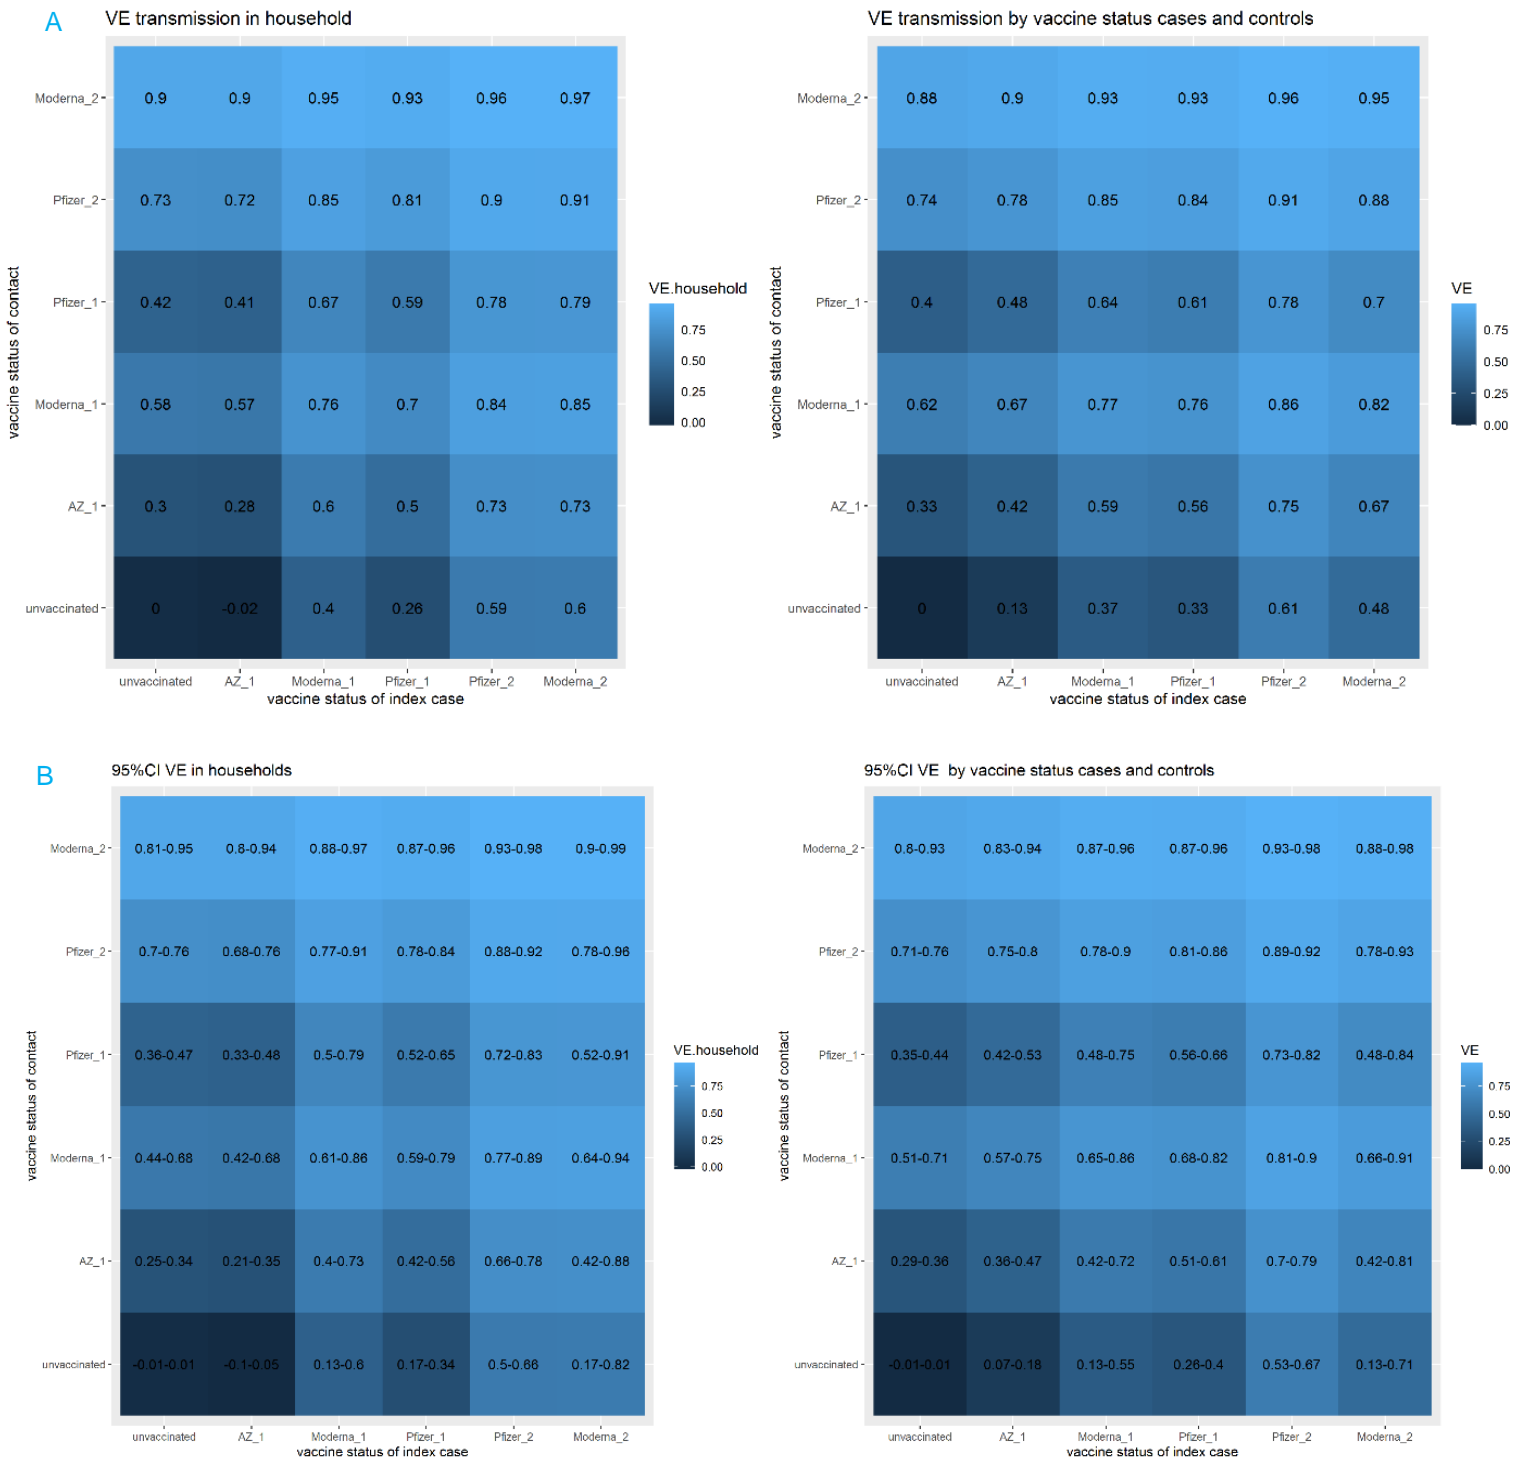 A
VE transmission in household
Moderna_2
0.9 0.9 0.95 0.93 0.96 0.97
Pfizer_2
0.73 0.72 0.85 0.81 0.9 0.91
Pfizer_1
0.42 0.41 0.67 0.59 0.78 0.79
Moderna_1
0.58 0.57 0.76 0.7 0.84 0.85
AZ_1
0.3 0.28 0.6 0.5 0.73 0.73
unvaccinated
0 -0.02 0.4 0.26 0.59 0.6
unvaccinated AZ_1 Moderna_1 Pfizer_1 Pfizer_2 Moderna_2
vaccine status of index case
vaccine status of contact
VE.household
0.75
0.50
0.25
0.00
VE transmission by vaccine status cases and controls
Moderna_2
0.88 0.9 0.93 0.93 0.96 0.95
Pfizer_2
0.74 0.78 0.85 0.84 0.91 0.88
Pfizer_1
0.4 0.48 0.64 0.61 0.78 0.7
Moderna_1
0.62 0.67 0.77 0.76 0.86 0.82
AZ_1
0.33 0.42 0.59 0.56 0.75 0.67
unvaccinated
0 0.13 0.37 0.33 0.61 0.48
unvaccinated AZ_1 Moderna_1 Pfizer_1 Pfizer_2 Moderna_2
vaccine status of index case
vaccine status of contact
VE
0.75
0.50
0.25
0.00
B
95%CI VE in households
Moderna_2
0.81-0.95 0.8-0.94 0.88-0.97 0.87-0.96 0.93-0.98 0.9-0.99
Pfizer_2
0.7-0.76 0.68-0.76 0.77-0.91 0.78-0.84 0.88-0.92 0.78-0.96
Pfizer_1
0.36-0.47 0.33-0.48 0.5-0.79 0.52-0.65 0.72-0.83 0.52-0.91
Moderna_1
0.44-0.68 0.42-0.68 0.61-0.86 0.59-0.79 0.77-0.89 0.64-0.94
AZ_1
0.25-0.34 0.21-0.35 0.4-0.73 0.42-0.56 0.66-0.78 0.42-0.88
unvaccinated
-0.01-0.01 -0.1-0.05 0.13-0.6 0.17-0.34 0.5-0.66 0.17-0.82
unvaccinated AZ_1 Moderna_1 Pfizer_1 Pfizer_2 Moderna_2
vaccine status of index case
vaccine status of contact
VE.household
0.75
0.50
0.25
0.00
95%CI VE by vaccine status cases and controls
Moderna_2
0.8-0.93 0.83-0.94 0.87-0.96 0.87-0.96 0.93-0.98 0.88-0.98
Pfizer_2
0.71-0.76 0.75-0.8 0.78-0.9 0.81-0.86 0.89-0.92 0.78-0.93
Pfizer_1
0.35-0.44 0.42-0.53 0.48-0.75 0.56-0.66 0.73-0.82 0.48-0.84
Moderna_1
0.51-0.71 0.57-0.75 0.65-0.86 0.68-0.82 0.81-0.9 0.66-0.91
AZ_1
0.29-0.36 0.36-0.47 0.42-0.72 0.51-0.61 0.7-0.79 0.42-0.81
unvaccinated
-0.01-0.01 0.07-0.18 0.13-0.55 0.26-0.4 0.53-0.67 0.13-0.71
unvaccinated AZ_1 Moderna_1 Pfizer_1 Pfizer_2 Moderna_2
vaccine status of index case
vaccine status of contact
VE
0.75
0.50
0.25
0.00